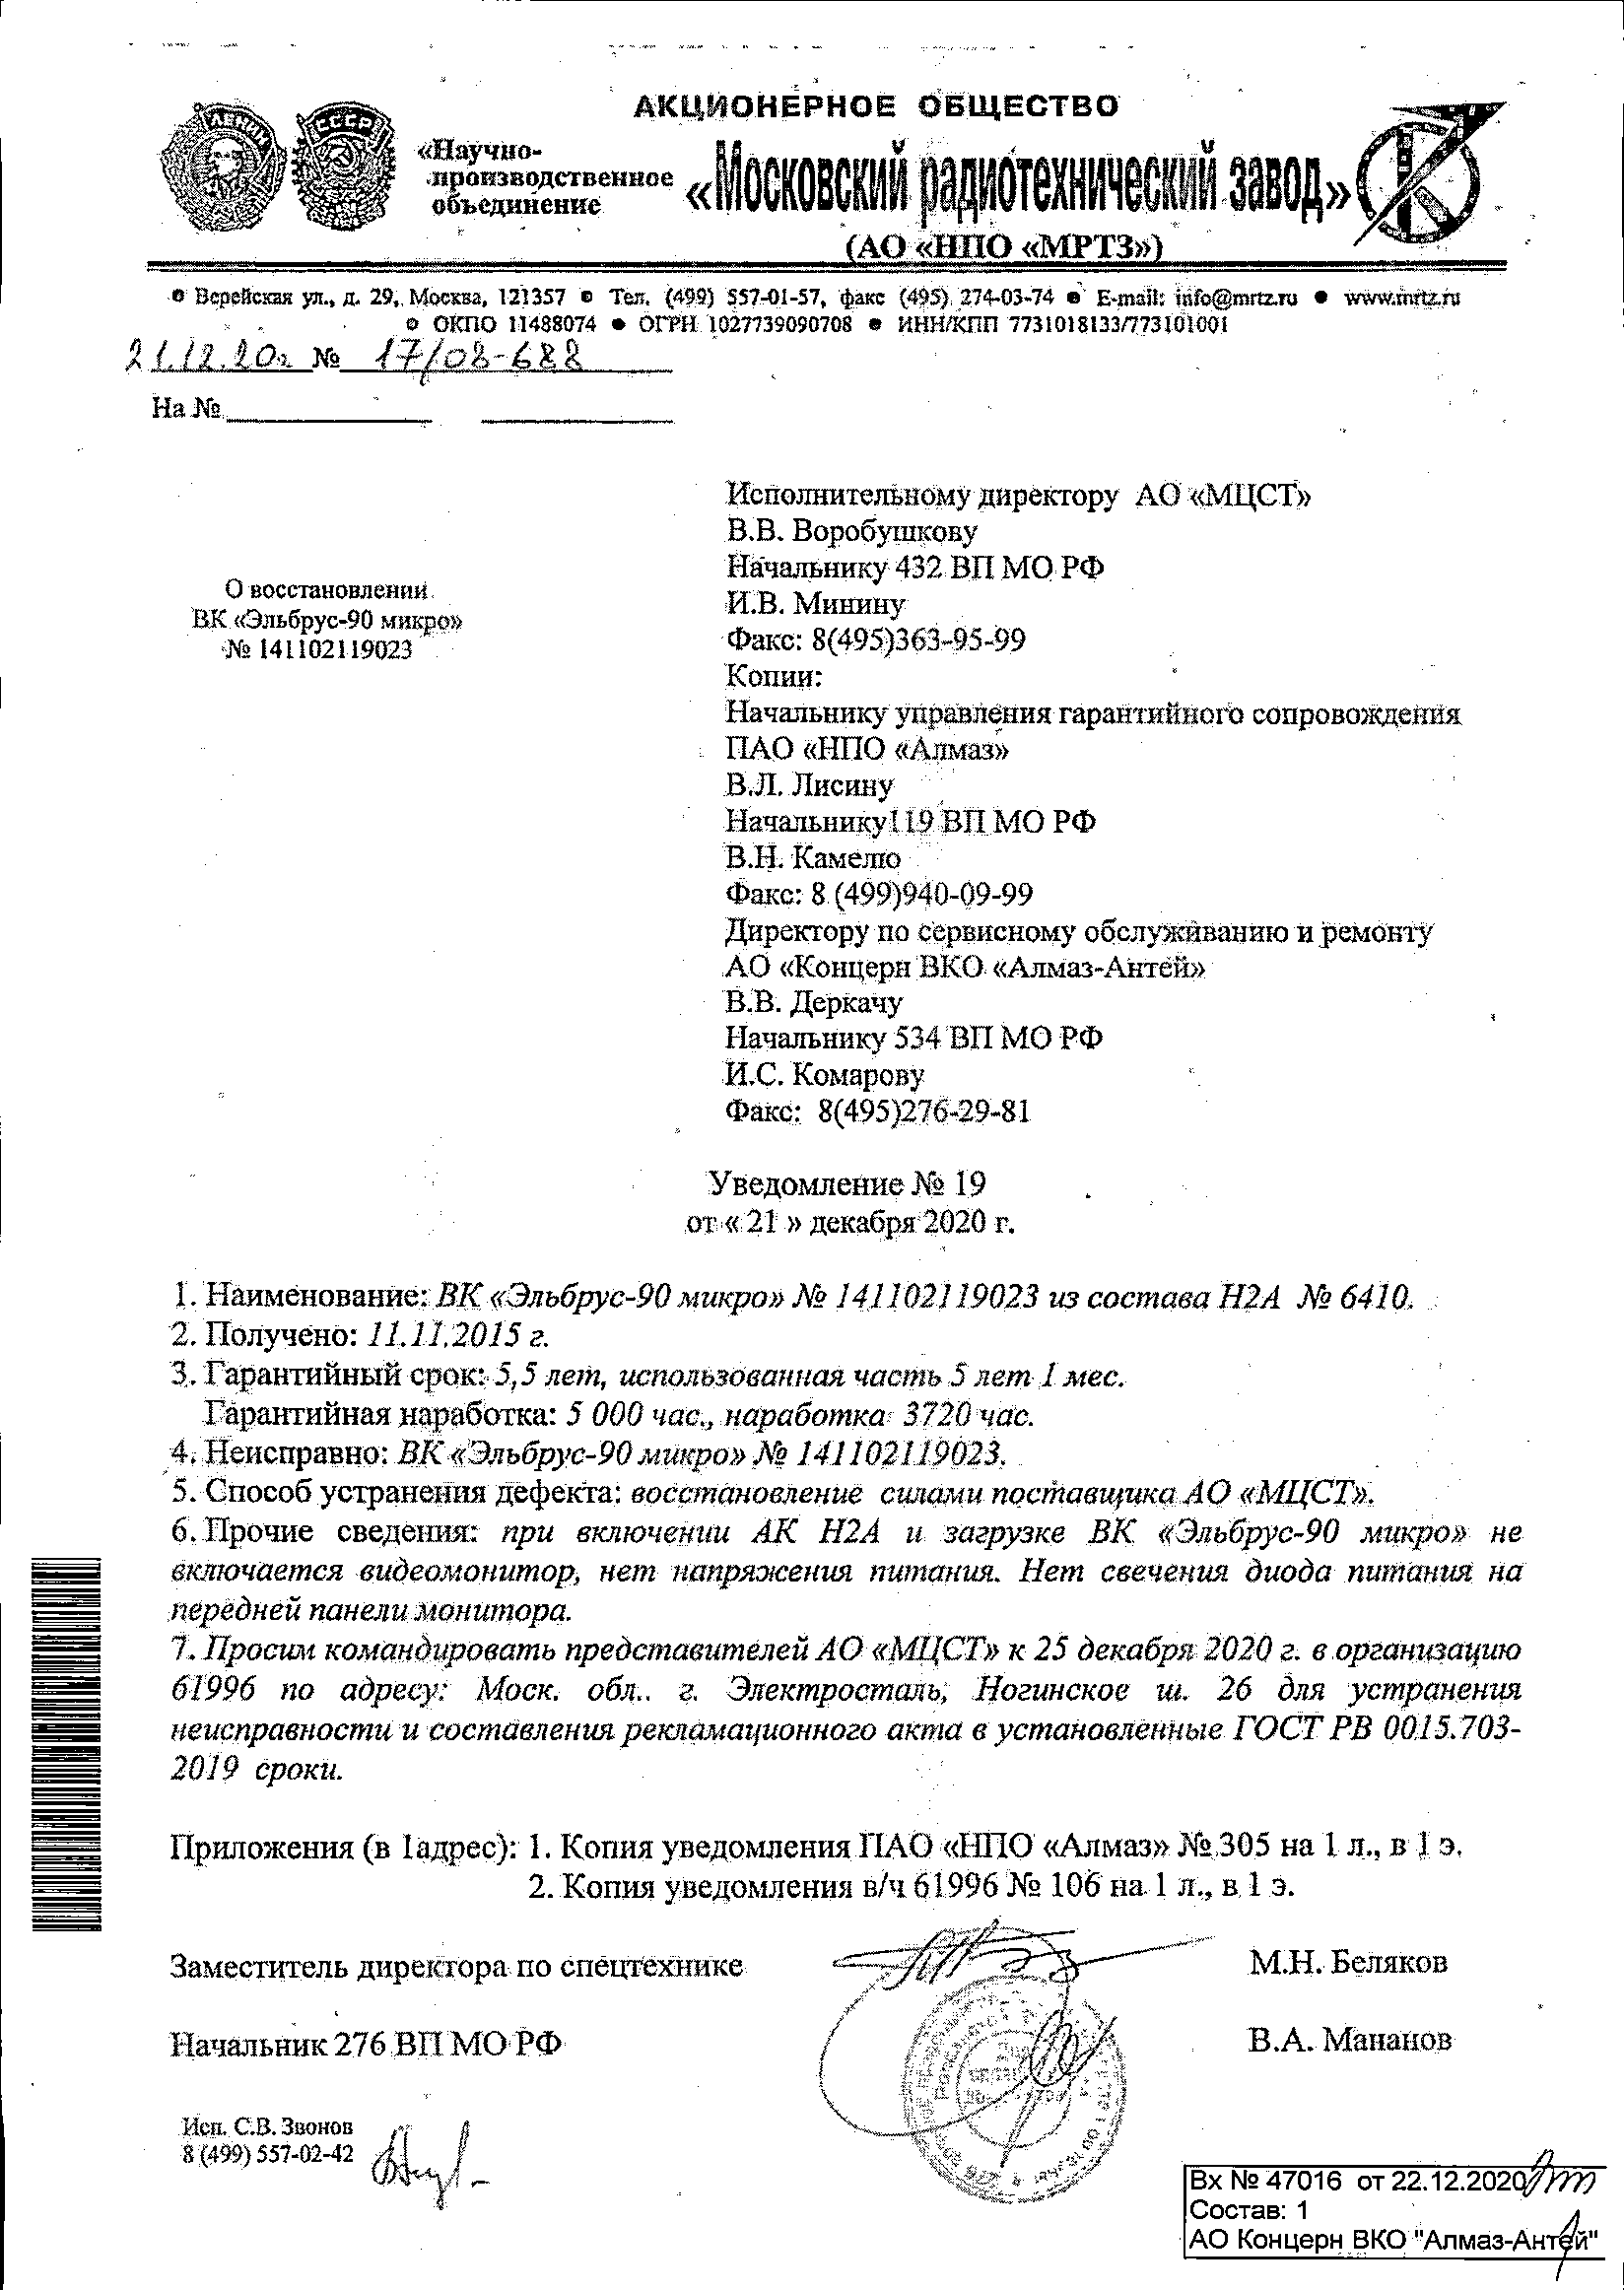 АКЦИОНЕРНОЕ ОБЩЕСТВО
ЛЕНИН
СССР
«Научно-
производственное
объединение
«Московский радиотехнический завод»
(АО «НПО «МРТЗ»)
● Верейская ул., д. 29, Москва, 121357 ● Тел. (499) 557-01-57, факс (495) 274-03-74 ● E-mail: info@mrtz.ru ● www.mrtz.ru
● ОКПО 11488074 ● ОГРН 1027739090708 ● ИНН/КПП 7731018133/773101001
21.12.20г № 17/08-688
На №
О восстановлении
ВК «Эльбрус-90 микро»
№ 141102119023
Исполнительному директору АО «МЦСТ»
В.В. Воробушкову
Начальнику 432 ВП МО РФ
И.В. Минину
Факс: 8(495)363-95-99
Копии:
Начальнику управления гарантийного сопровождения
ПАО «НПО «Алмаз»
В.Л. Лисину
Начальнику119 ВП МО РФ
В.Н. Камелю
Факс: 8 (499)940-09-99
Директору по сервисному обслуживанию и ремонту
АО «Концерн ВКО «Алмаз-Антей»
В.В. Деркачу
Начальнику 534 ВП МО РФ
И.С. Комарову
Факс: 8(495)276-29-81
Уведомление № 19
от « 21 » декабря 2020 г.
1. Наименование: ВК «Эльбрус-90 микро» № 141102119023 из состава Н2А № 6410.
2. Получено: 11.11.2015 г.
3. Гарантийный срок: 5,5 лет, использованная часть 5 лет 1 мес.
Гарантийная наработка: 5 000 час., наработка 3720 час.
4. Неисправно: ВК «Эльбрус-90 микро» № 141102119023.
5. Способ устранения дефекта: восстановление силами поставщика АО «МЦСТ».
6. Прочие сведения: при включении АК Н2А и загрузке ВК «Эльбрус-90 микро» не
включается видеомонитор, нет напряжения питания. Нет свечения диода питания на
передней панели монитора.
7. Просим командировать представителей АО «МЦСТ» к 25 декабря 2020 г. в организацию
61996 по адресу: Моск. обл.. г. Электросталь, Ногинское ш. 26 для устранения
неисправности и составления рекламационного акта в установленные ГОСТ РВ 0015.703-
2019 сроки.
Приложения (в 1адрес): 1. Копия уведомления ПАО «НПО «Алмаз» № 305 на 1 л., в 1 э.
2. Копия уведомления в/ч 61996 № 106 на 1 л., в 1 э.
Заместитель директора по спецтехнике
М.Н. Беляков
Начальник 276 ВП МО РФ
В.А. Мананов
Исп. С.В. Звонов
8 (499) 557-02-42
Вх № 47016 от 22.12.2020
Состав: 1
АО Концерн ВКО "Алмаз-Антей"